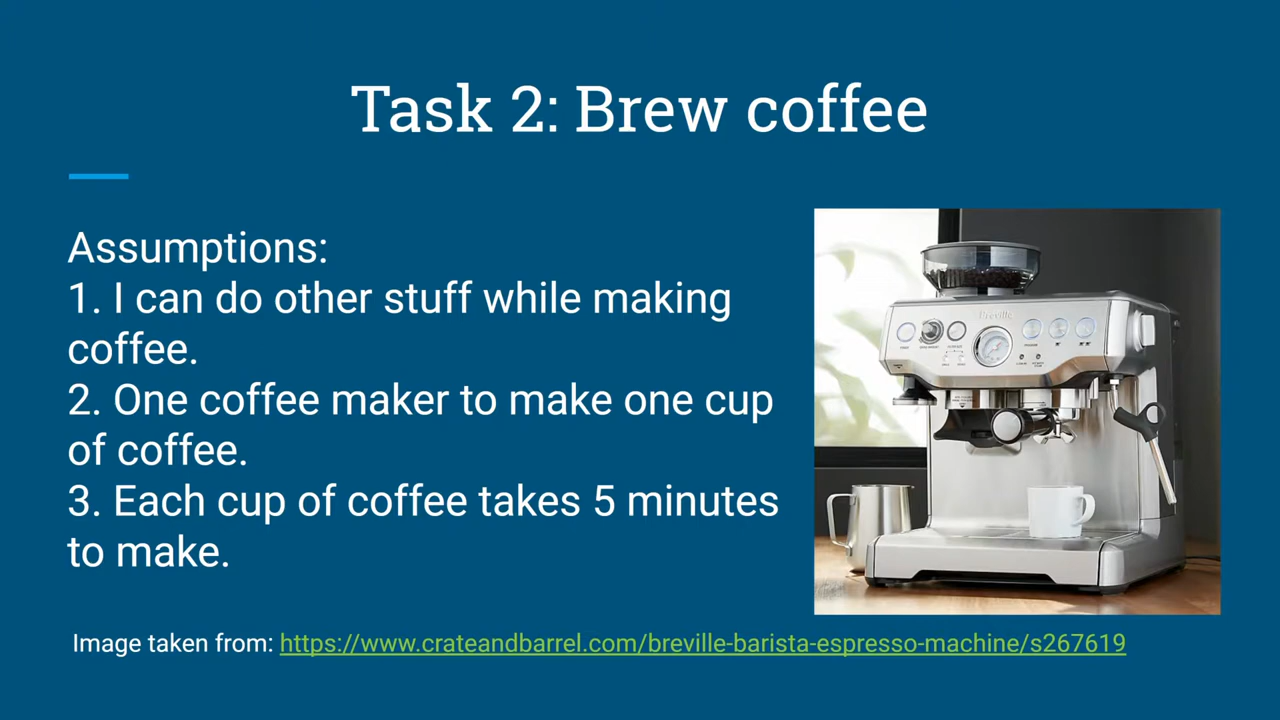 Task 2: Brew coffee
Assumptions:
1. I can do other stuff while making
coffee.
2. One coffee maker to make one cup
of coffee.
3. Each cup of coffee takes 5 minutes
to make.
Breville
Image taken from: https://www.crateandbarrel.com/breville-barista-espresso-machine/s267619